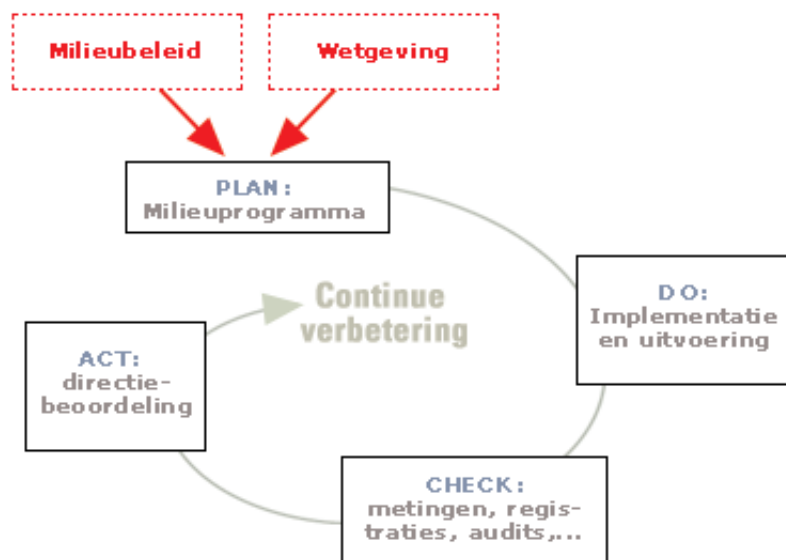 Milieubeleid
Wetgeving
PLAN:
Milieuprogramma
DO:
Implementatie
en uitvoering
Continue
verbetering
ACT:
directie-
beoordeling
CHECK:
metingen, regis-
traties, audits,...